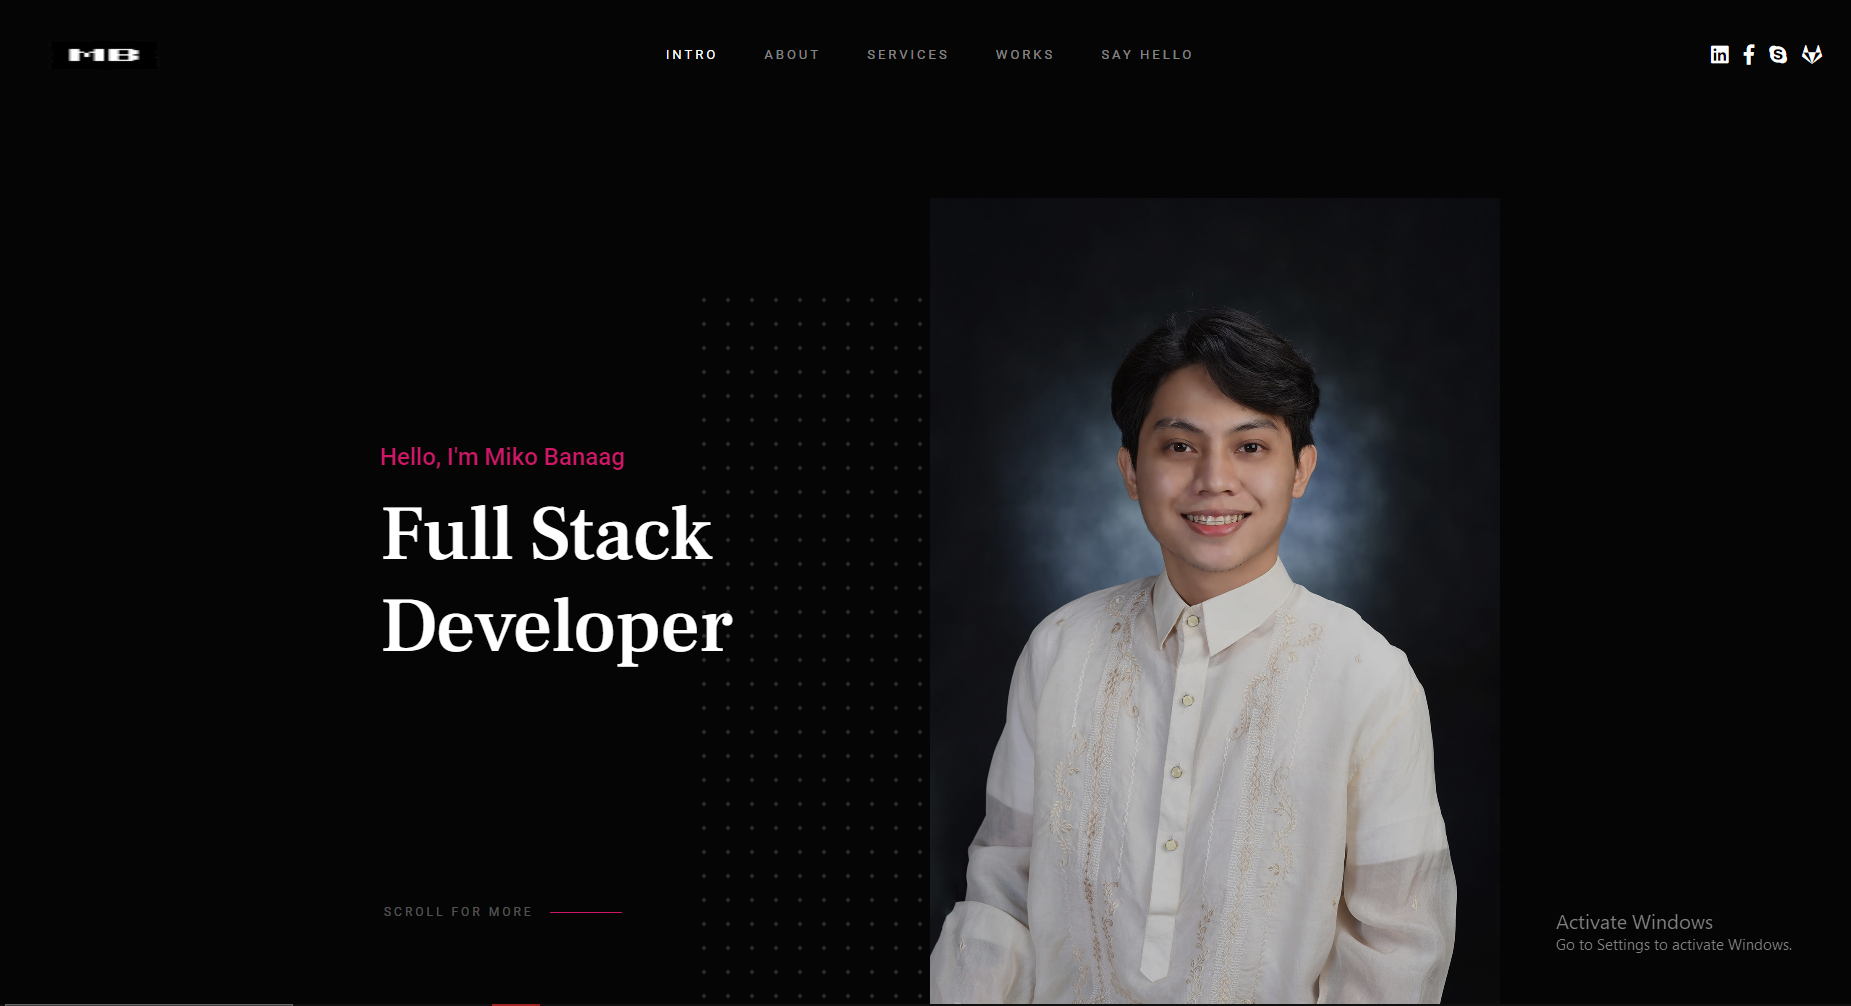 MB
INTRO
ABOUT
SERVICES
WORKS
SAY HELLO
Hello, I'm Miko Banaag
Full Stack
Developer
SCROLL FOR MORE
Activate Windows
Go to Settings to activate Windows.